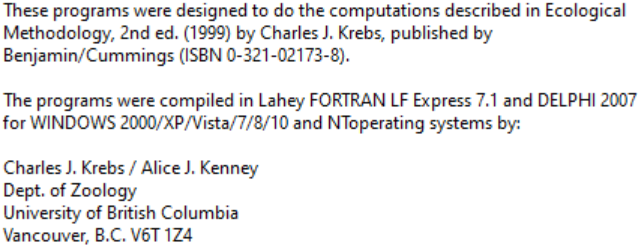 These programs were designed to do the computations described in Ecological
Methodology, 2nd ed. (1999) by Charles J. Krebs, published by
Benjamin/Cummings (ISBN 0-321-02173-8).
The programs were compiled in Lahey FORTRAN LF Express 7.1 and DELPHI 2007
for WINDOWS 2000/XP/Vista/7/8/10 and NToperating systems by:
Charles J. Krebs / Alice J. Kenney
Dept. of Zoology
University of British Columbia
Vancouver, B.C. V6T 1Z4